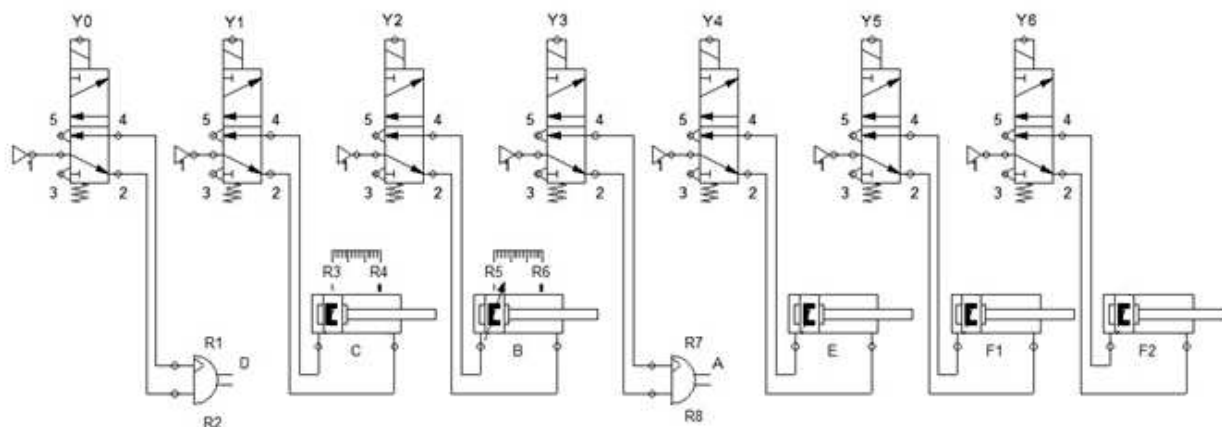 Y0 Y1 Y2 Y3 Y4 Y5 Y6
5 4 5 4 5 4 5 4 5 4 5 4 5 4
1 1 1 1 1 1 1
3 2 3 2 3 2 3 2 3 2 3 2 3 2
R3 R4 R5 R6
R1 C B R7 E F1 F2
D A
R2 R8